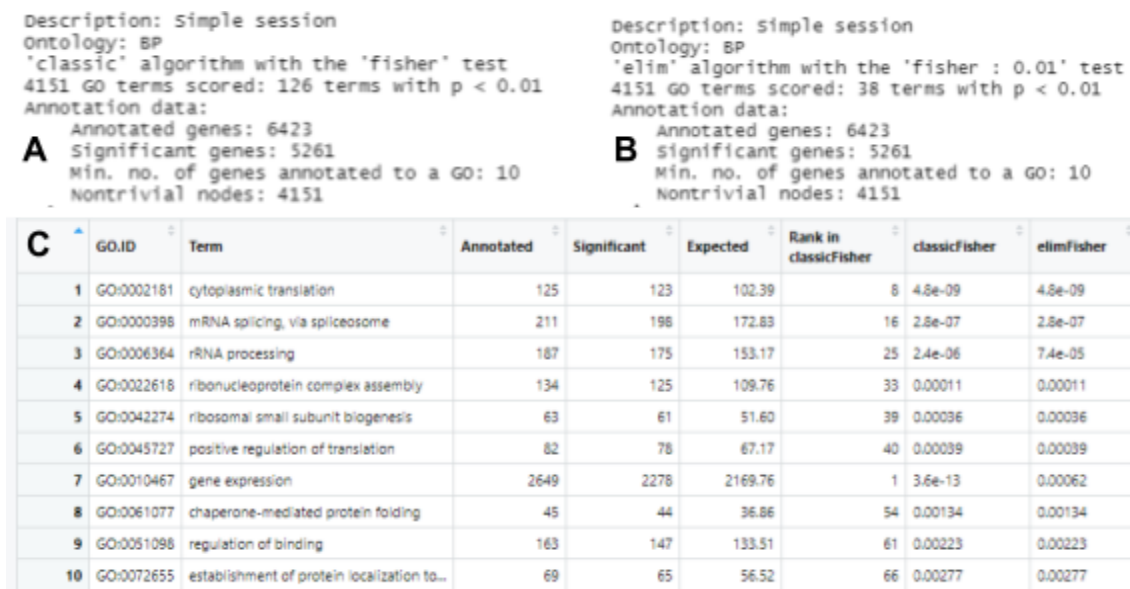 Description: Simple session
Ontology: BP
'classic' algorithm with the 'fisher' test
4151 GO terms scored: 126 terms with p < 0.01
Annotation data:
Annotated genes: 6423
Significant genes: 5261
Min. no. of genes annotated to a GO: 10
Nontrivial nodes: 4151
A
Description: Simple session
Ontology: BP
'elim' algorithm with the 'fisher : 0.01' test
4151 GO terms scored: 38 terms with p < 0.01
Annotation data:
Annotated genes: 6423
Significant genes: 5261
Min. no. of genes annotated to a GO: 10
Nontrivial nodes: 4151
B
C GO.ID Term Annotated Significant Expected Rank in classicFisher classicFisher elimFisher
1 GO:0002181 cytoplasmic translation 125 123 102.39 8 4.8e-09 4.8e-09
2 GO:0000398 mRNA splicing, via spliceosome 211 198 172.83 16 2.8e-07 2.8e-07
3 GO:0006364 rRNA processing 187 175 153.17 25 2.4e-06 7.4e-05
4 GO:0022618 ribonucleoprotein complex assembly 134 125 109.76 33 0.00011 0.00011
5 GO:0042274 ribosomal small subunit biogenesis 63 61 51.60 39 0.00036 0.00036
6 GO:0045727 positive regulation of translation 82 78 67.17 40 0.00039 0.00039
7 GO:0010467 gene expression 2649 2278 2169.76 1 3.6e-13 0.00062
8 GO:0061077 chaperone-mediated protein folding 45 44 36.86 54 0.00134 0.00134
9 GO:0051098 regulation of binding 163 147 133.51 61 0.00223 0.00223
10 GO:0072655 establishment of protein localization to... 69 65 56.52 66 0.00277 0.00277